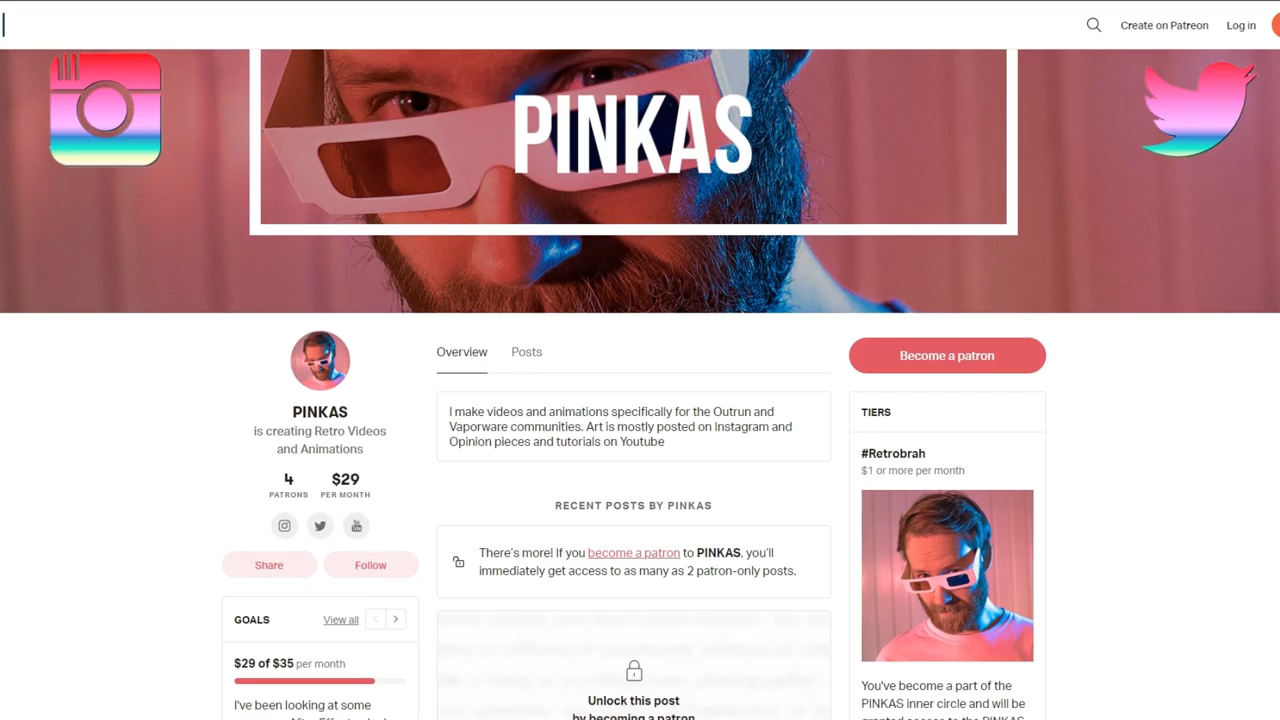 Create on Patreon
Log in
PINKAS
Overview
Posts
Become a patron
I make videos and animations specifically for the Outrun and
Vaporware communities. Art is mostly posted on Instagram and
Opinion pieces and tutorials on Youtube
PINKAS
is creating Retro Videos
and Animations
4
PATRONS
$29
PER MONTH
Share
Follow
GOALS
View all
$29 of $35 per month
I've been looking at some
RECENT POSTS BY PINKAS
There's more! If you become a patron to PINKAS, you'll
immediately get access to as many as 2 patron-only posts.
Unlock this post
by becoming a patron
TIERS
#Retrobrah
$1 or more per month
You've become a part of the
PINKAS inner circle and will be
granted access to the PINKAS